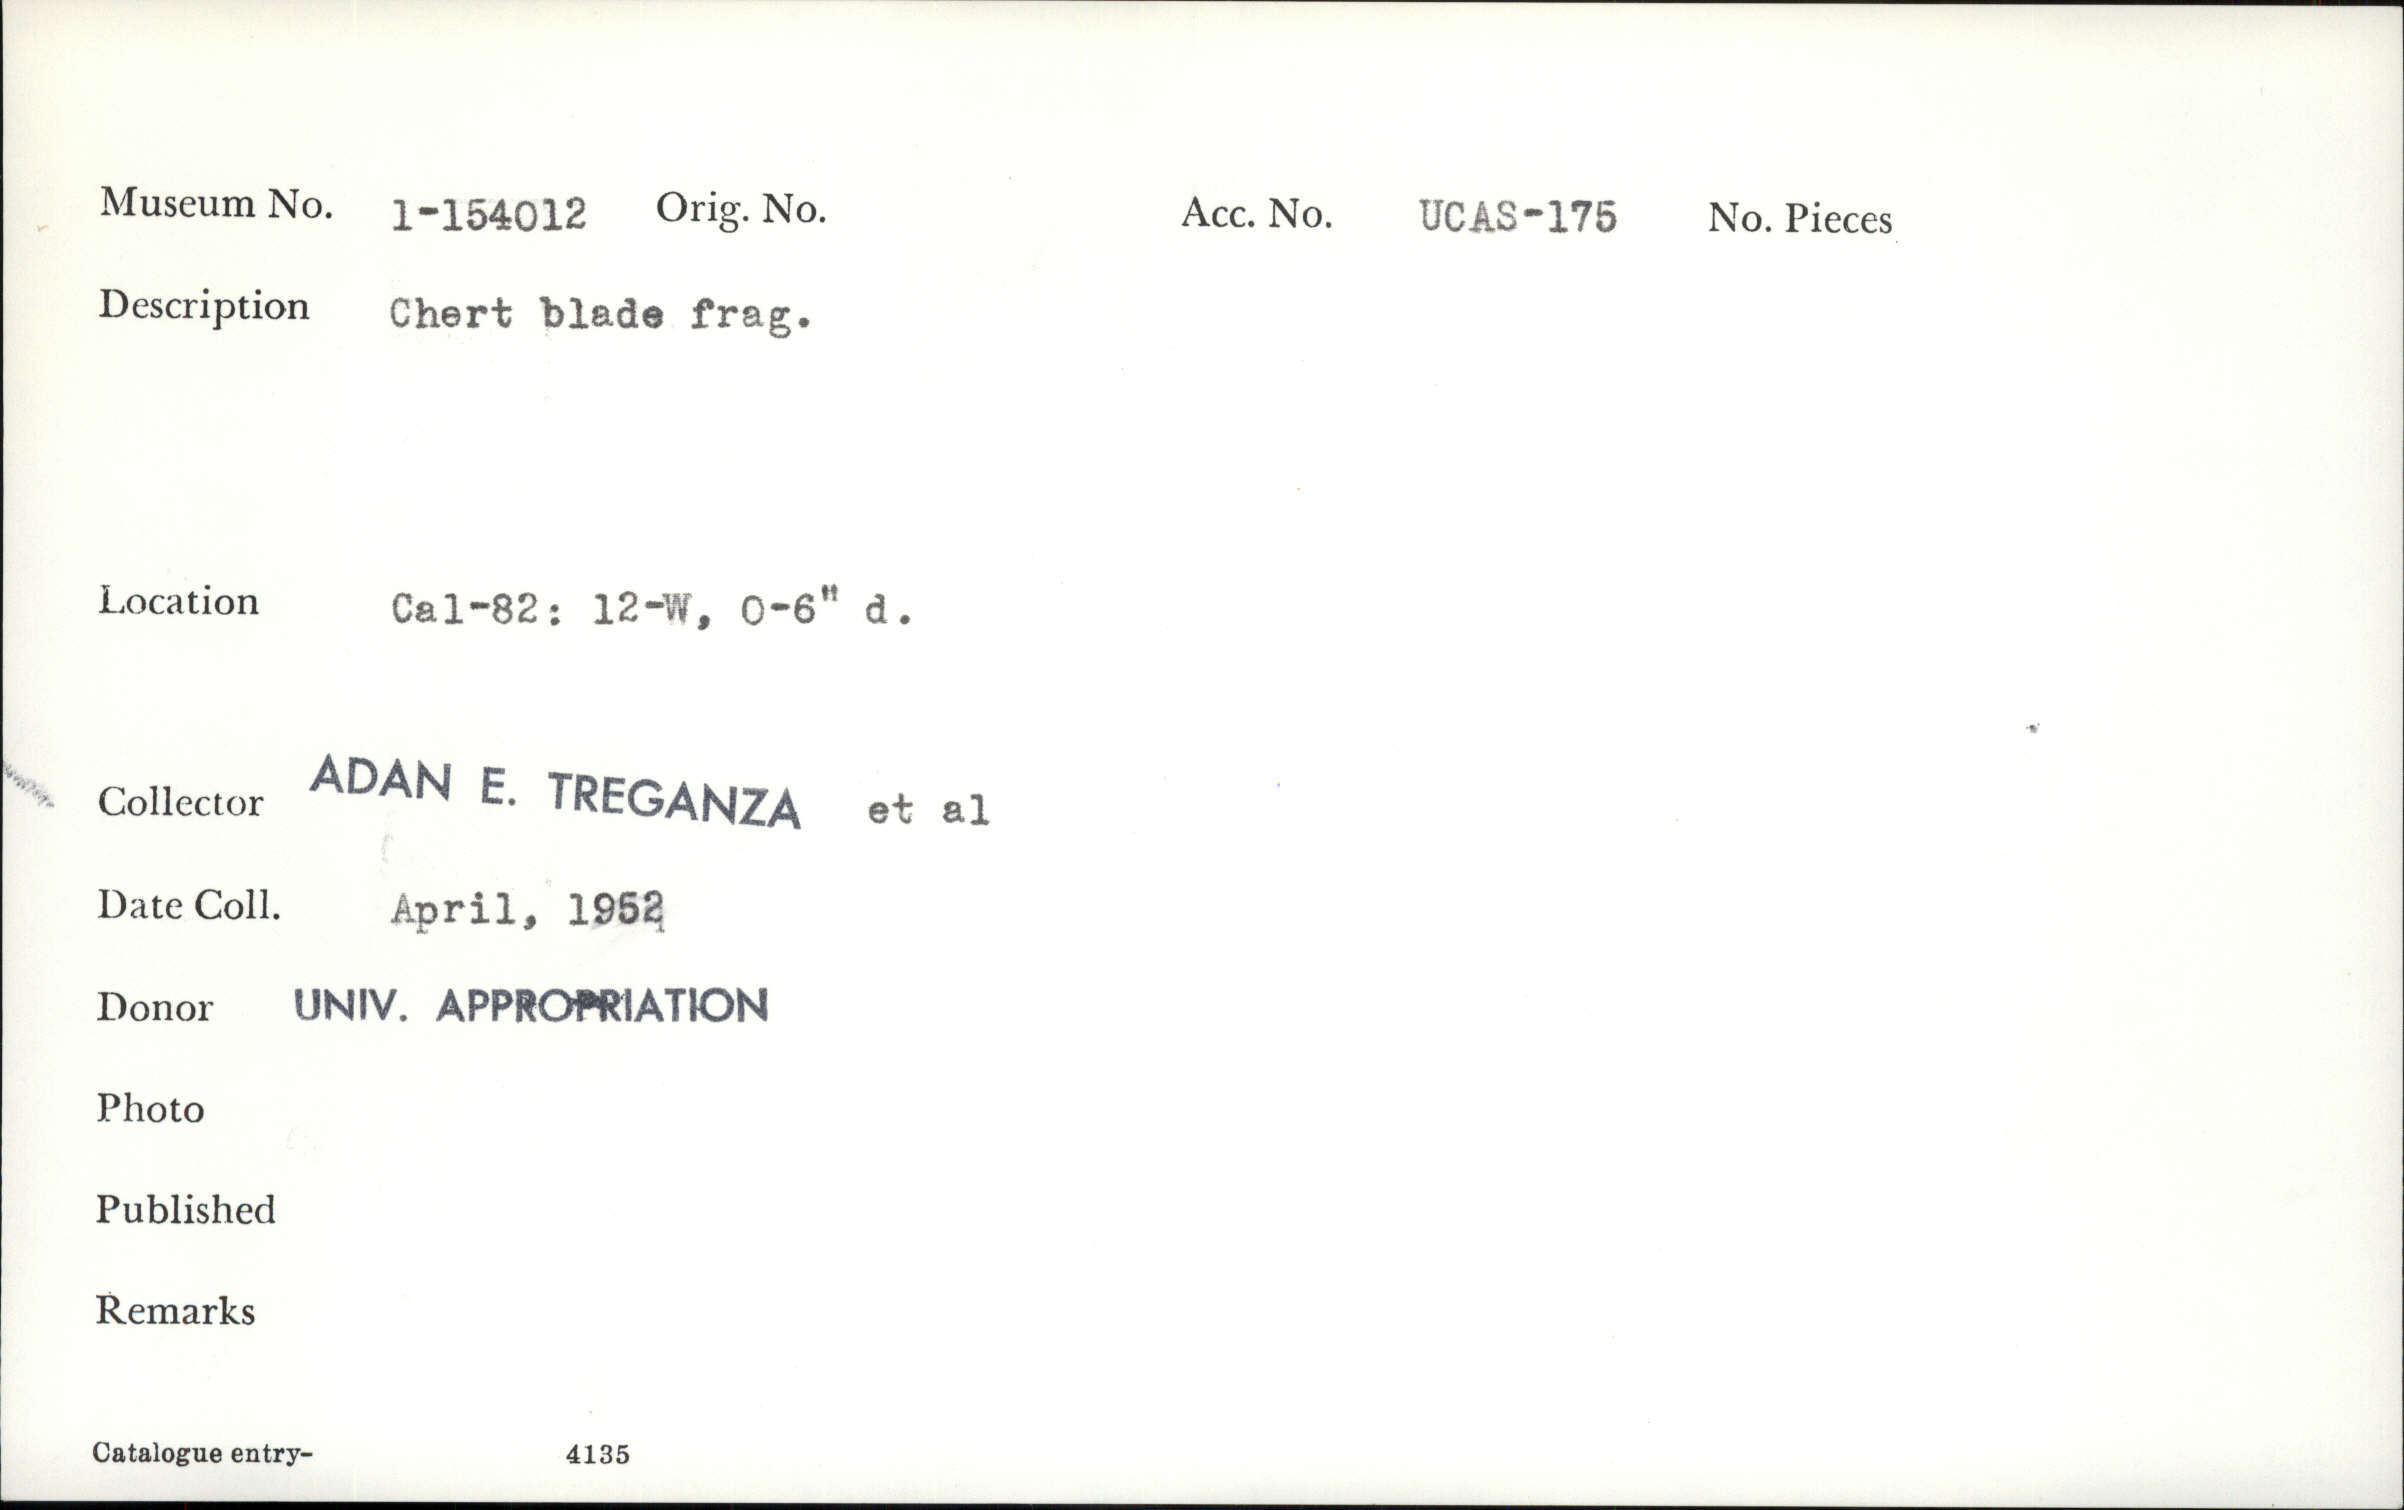 Museum No. 1-154012 Orig. No. Acc. No. UCAS-175 No. Pieces
Description Chert blade frag.
Location Cal-82: 12-W, 0-6" d.
Collector ADAN E. TREGANZA et al
Date Coll. April, 1952
Donor UNIV. APPROPRIATION
Photo
Published
Remarks
Catalogue entry- 4135